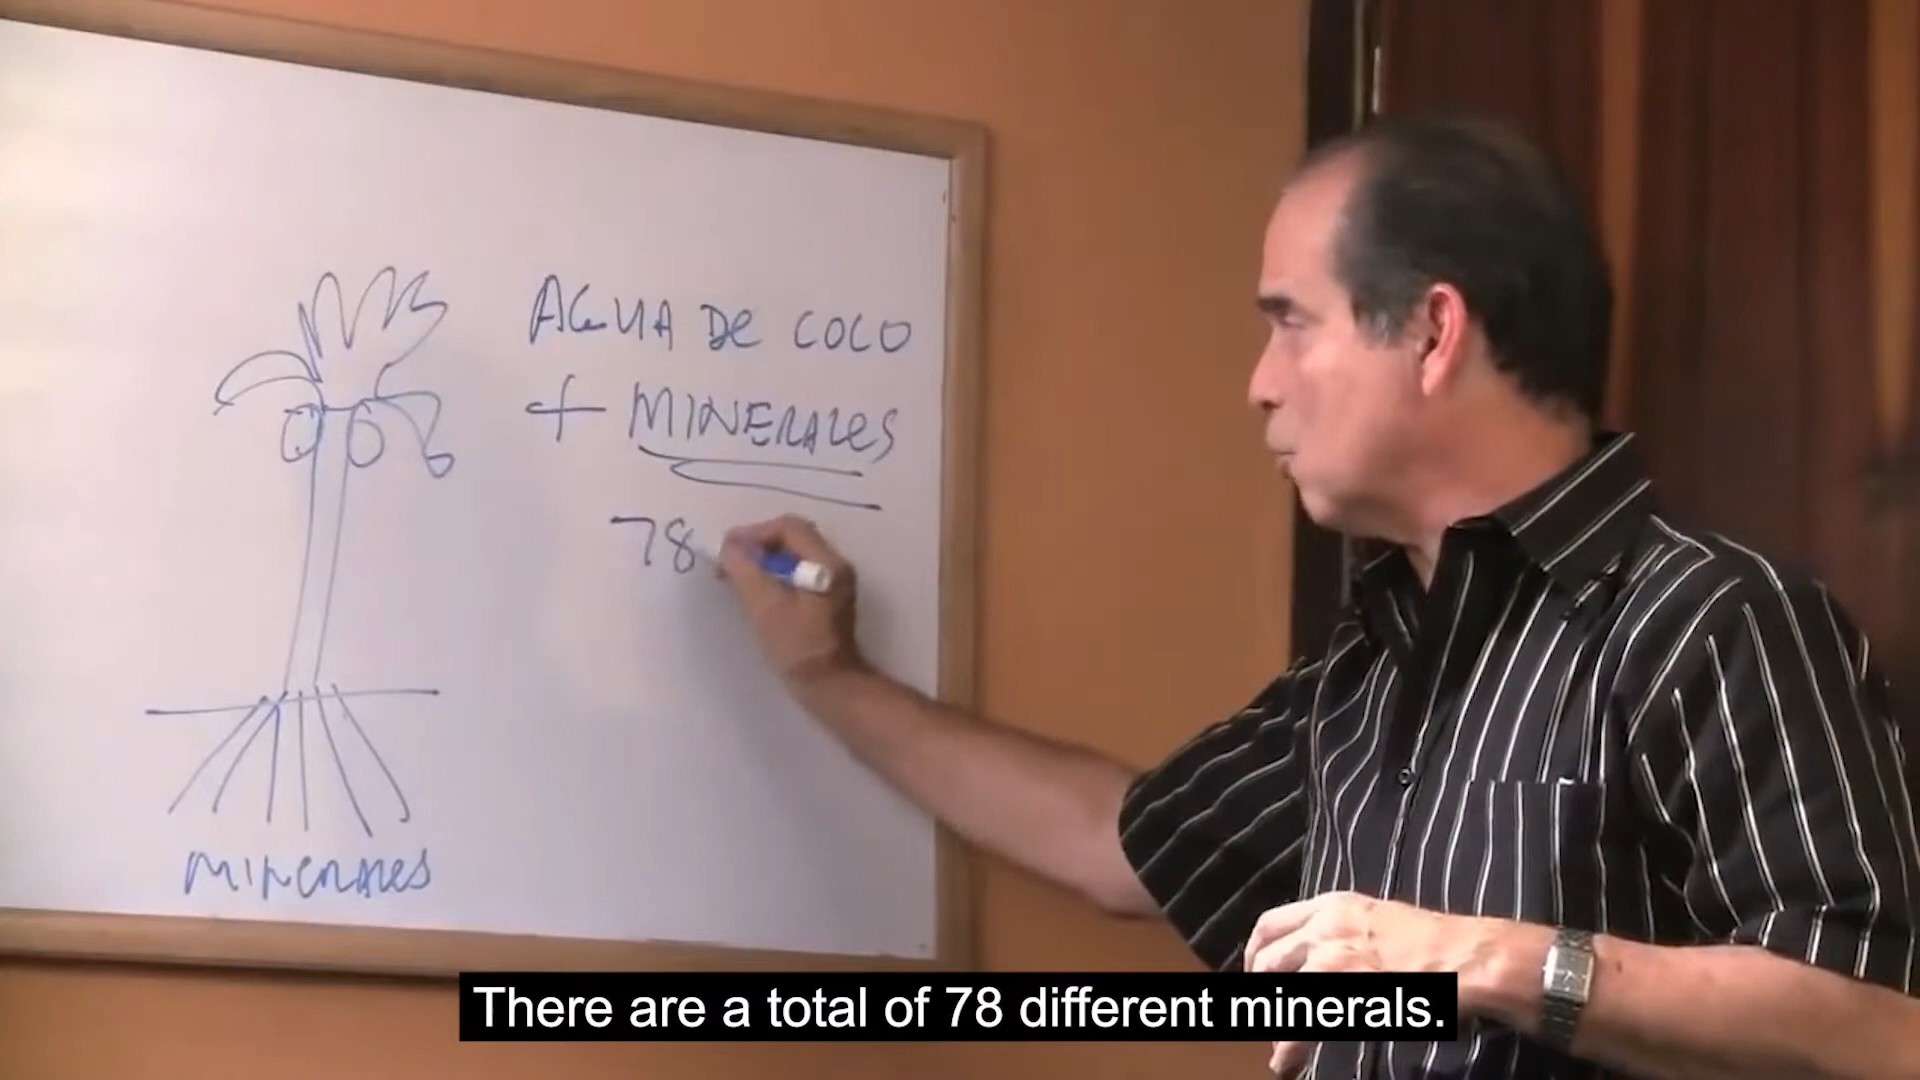 AGUA DE COCO
+ MINERALES
78
MINERALES
There are a total of 78 different minerals.